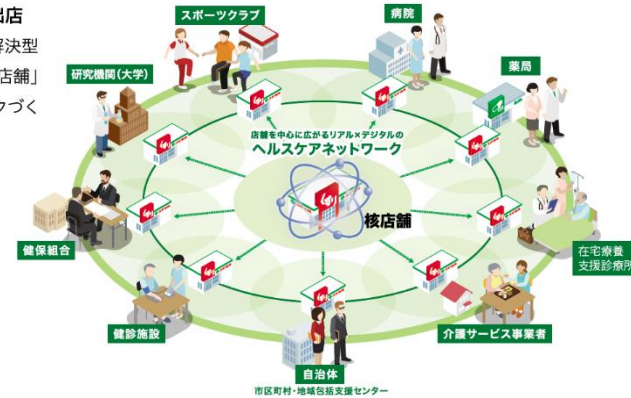 出店
解決型
店舗」
クづく
スポーツクラブ
病院
研究機関(大学)
薬局
店舗を中心に広がるリアル×デジタルの
ヘルスケアネットワーク
核店舗
健保組合
在宅療養
支援診療所
健診施設
介護サービス事業者
自治体
市区町村・地域包括支援センター